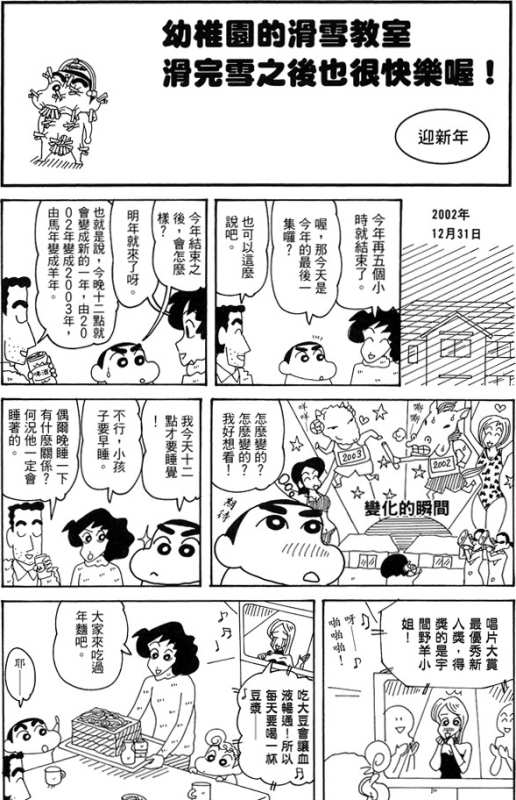 幼稚園的滑雪教室
滑完雪之後也很快樂喔！
迎新年
2002年
12月31日
今年再五個小
時就結束了。
喔，那今天是
今年的最後一
集囉？
也可以這麼
說吧。
今年結束之
後，會怎麼
樣？
明年就來了呀。
也就是說，今晚十二點就
會變成新的一年，由20
02年變成2003年，
由馬年變成羊年。
2003
2002
變化的瞬間
怎麼變的？
怎麼變的？
我好想看！
期待
我今天十二
點才要睡覺
！
不行，小孩
子要早睡。
偶爾晚睡一下
有什麼關係？
何況他一定會
睡著的。
唱片大賞
最優秀新
人獎，得
獎的是宇
間野羊小
姐！
呀——
啪啪啪
吃大豆會讓血
液暢通！所以
每天要喝一杯
豆漿——
大家來吃過
年麵吧。
耶——